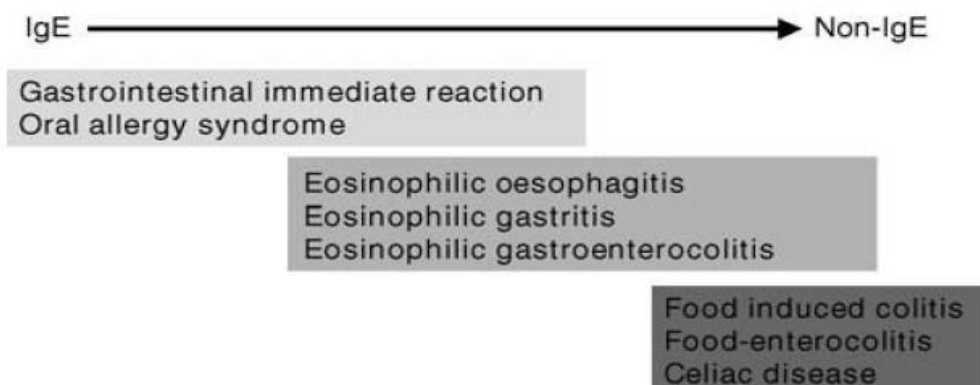 IgE Non-IgE
Gastrointestinal immediate reaction
Oral allergy syndrome
Eosinophilic oesophagitis
Eosinophilic gastritis
Eosinophilic gastroenterocolitis
Food induced colitis
Food-enterocolitis
Celiac disease